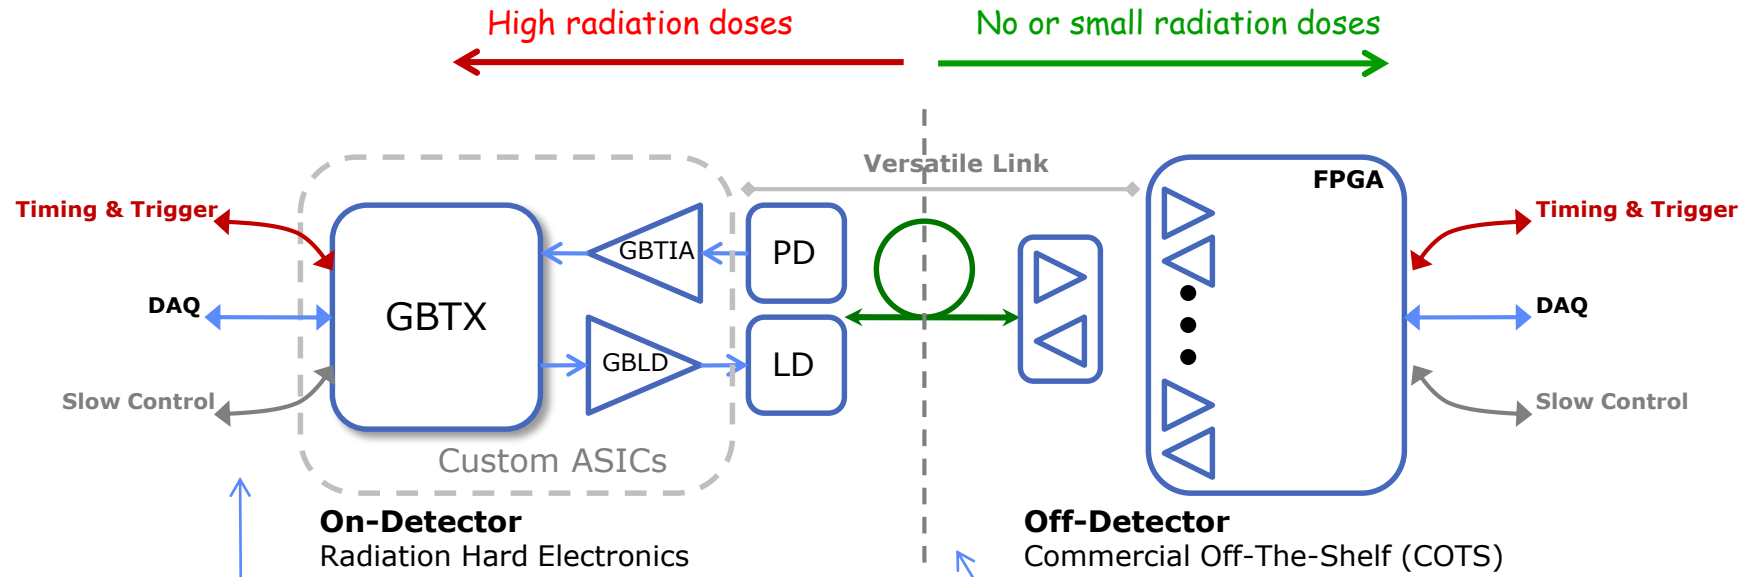 High radiation doses
No or small radiation doses
Versatile Link
FPGA
Timing & Trigger
DAQ
Slow Control
GBTX
GBTIA
GBLD
PD
LD
Custom ASICs
Timing & Trigger
DAQ
Slow Control
On-Detector
Radiation Hard Electronics
Off-Detector
Commercial Off-The-Shelf (COTS)